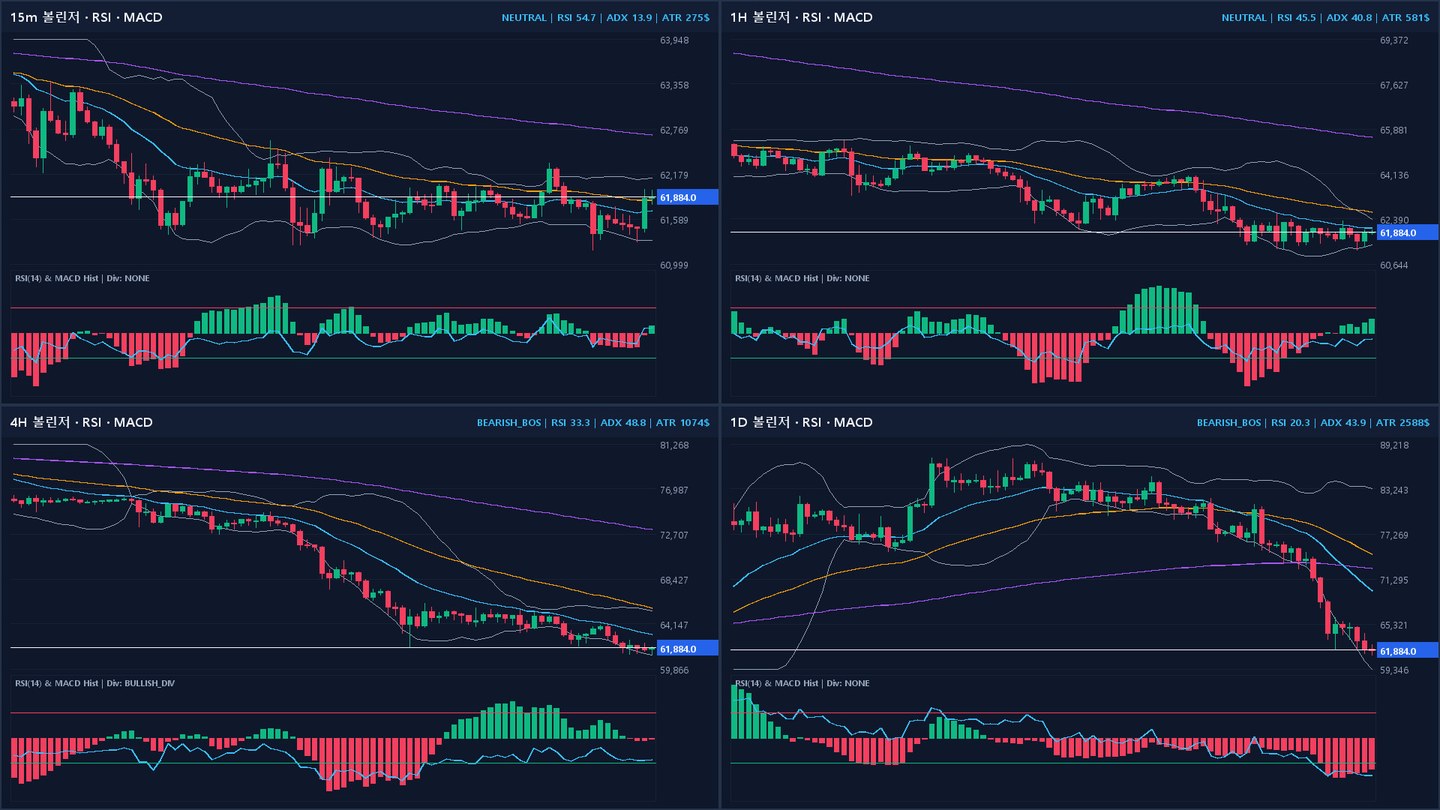 15m 볼린저 · RSI · MACD
NEUTRAL | RSI 54.7 | ADX 13.9 | ATR 275$
63,948
63,358
62,769
62,179
61,884.0
61,589
60,999
RSI(14) & MACD Hist | Div: NONE
1H 볼린저 · RSI · MACD
NEUTRAL | RSI 45.5 | ADX 40.8 | ATR 581$
69,372
67,627
65,881
64,136
62,390
61,884.0
60,644
RSI(14) & MACD Hist | Div: NONE
4H 볼린저 · RSI · MACD
BEARISH_BOS | RSI 33.3 | ADX 48.8 | ATR 1074$
81,268
76,987
72,707
68,427
64,147
61,884.0
59,866
RSI(14) & MACD Hist | Div: BULLISH_DIV
1D 볼린저 · RSI · MACD
BEARISH_BOS | RSI 20.3 | ADX 43.9 | ATR 2588$
89,218
83,243
77,269
71,295
65,321
61,884.0
59,346
RSI(14) & MACD Hist | Div: NONE